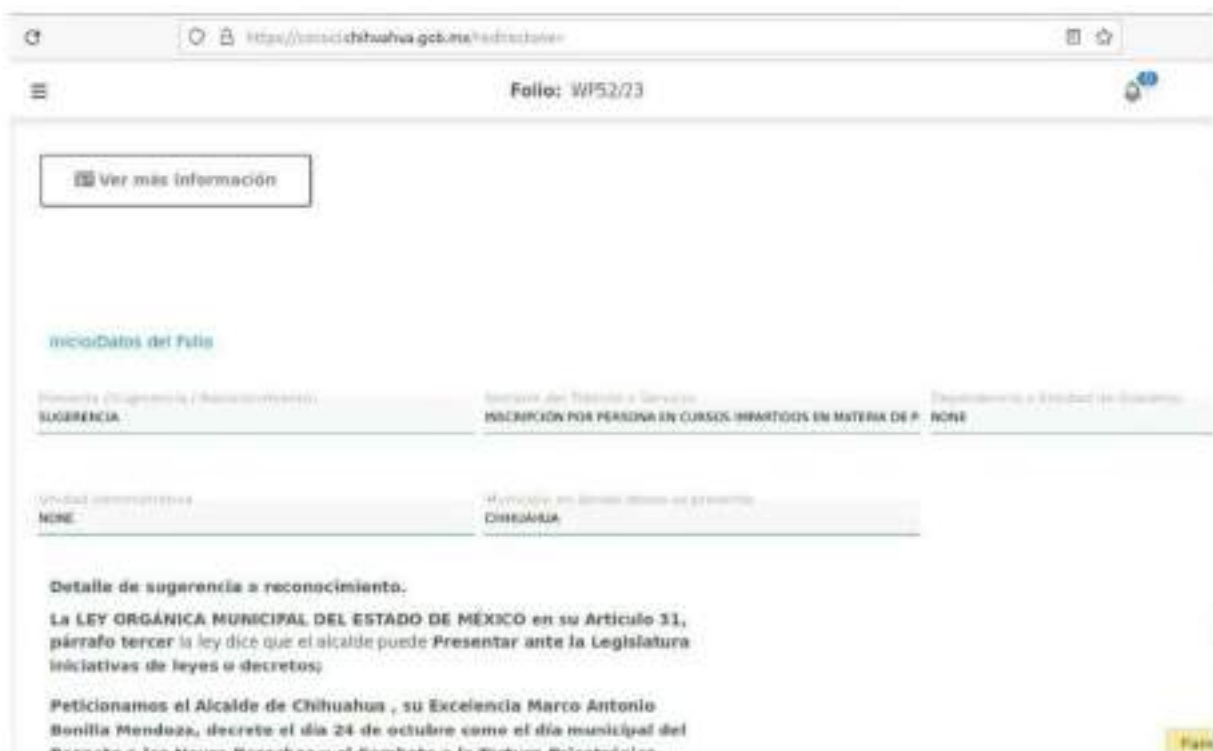 chihuahua.gob.mx
Folio: WP52/23
Ver más Información
Inicio/Datos del Folio
SUGERENCIA
INSCRIPCIÓN POR PERSONA EN CURSOS IMPARTIDOS EN MATERIA DE P
NONE
Unidad Administrativa
NONE
CHIHUAHUA
Detalle de sugerencia o reconocimiento.
La LEY ORGÁNICA MUNICIPAL DEL ESTADO DE MÉXICO en su Articulo 31,
párrafo tercer la ley dice que el alcalde puede Presentar ante la Legislatura
iniciativas de leyes o decretos;
Peticionamos el Alcalde de Chihuahua , su Excelencia Marco Antonio
Bonilla Mendoza, decrete el día 24 de octubre como el día municipal del